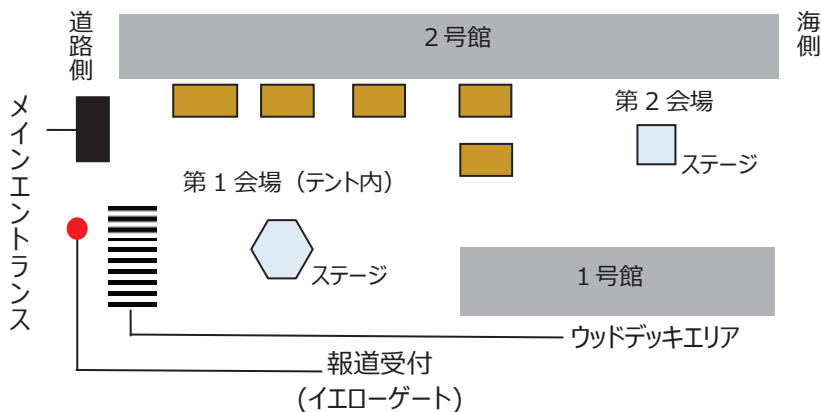 道路側
2号館
海側
メインエントランス
第2会場
ステージ
第1会場（テント内）
ステージ
1号館
ウッドデッキエリア
報道受付
(イエローゲート)